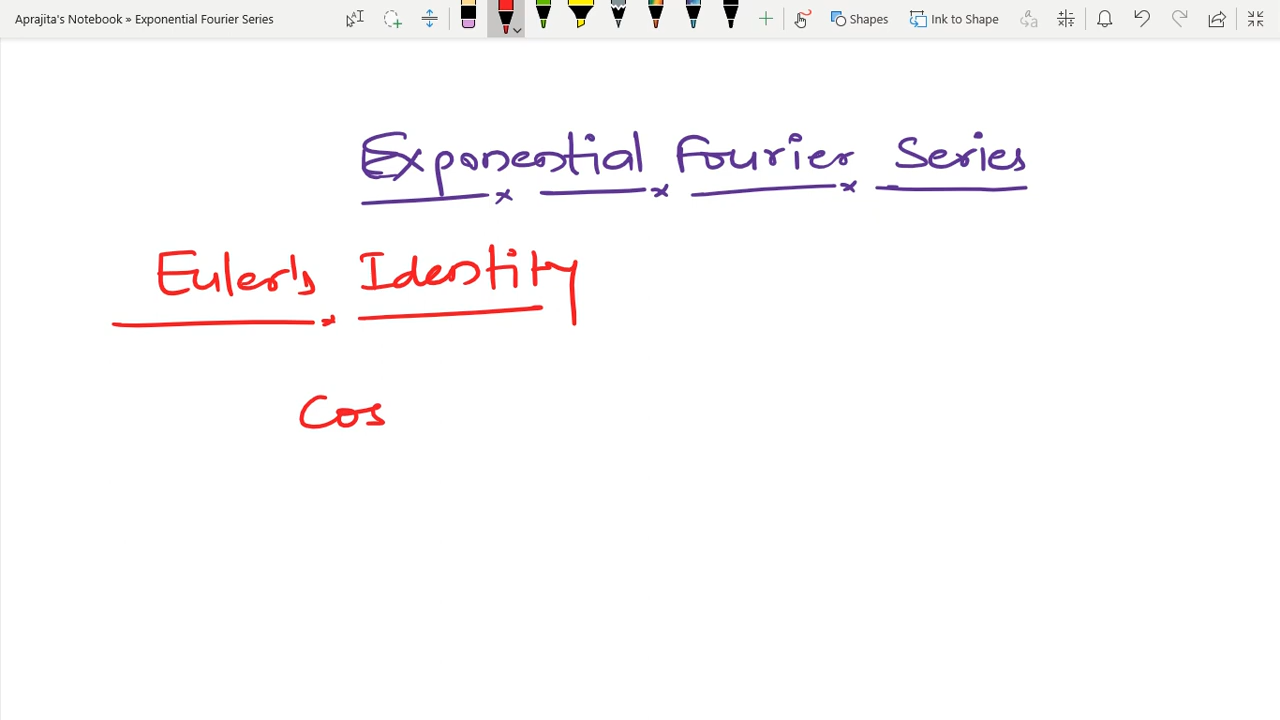 Aprajita's Notebook » Exponential Fourier Series
Shapes
Ink to Shape
Exponential Fourier Series
Euler's Identity
Cos